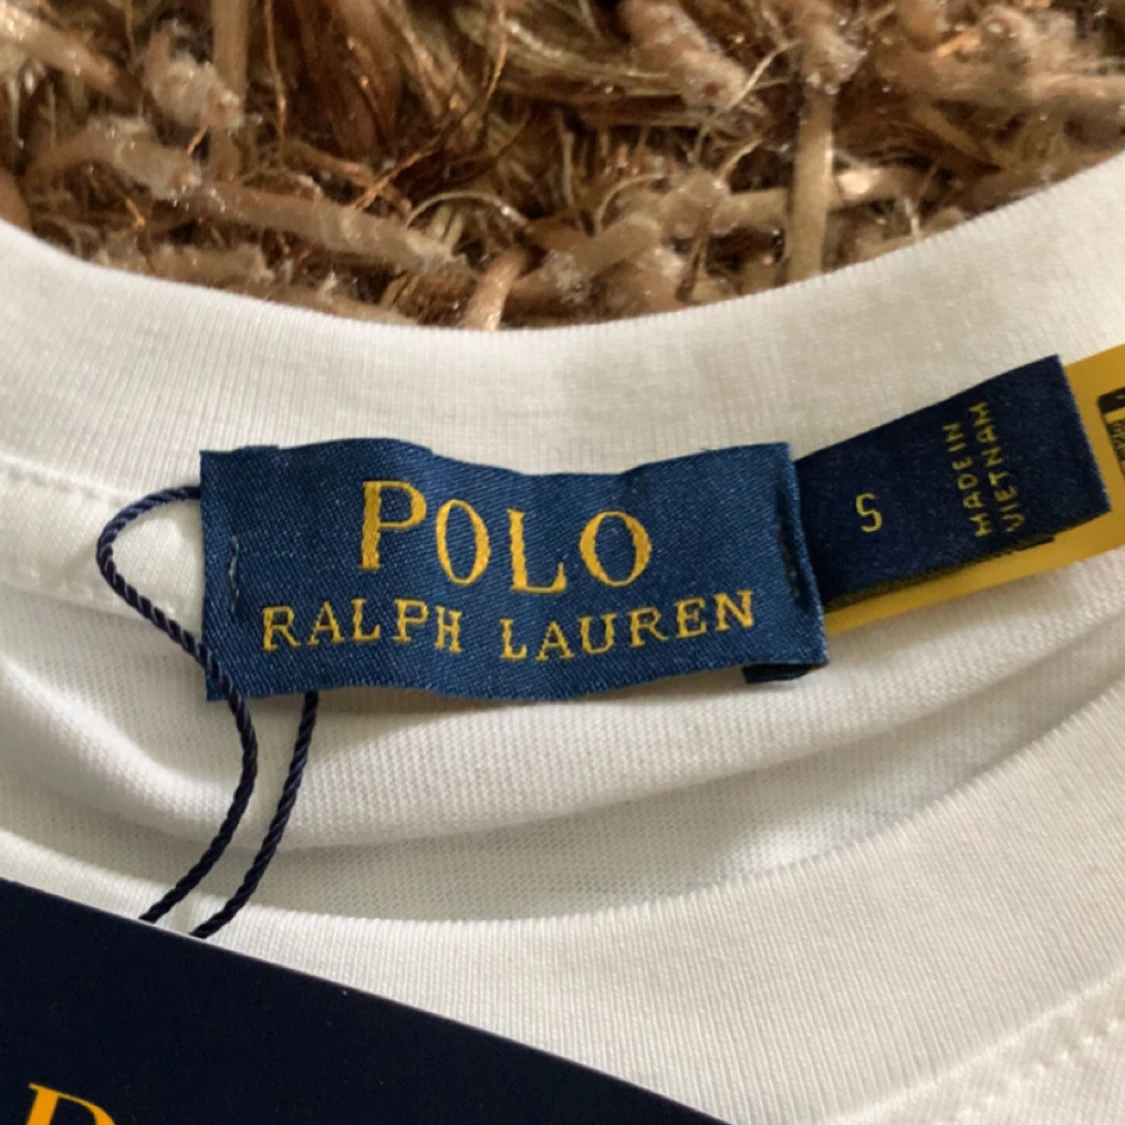 POLO
RALPH LAUREN
S
MADE IN
VIETNAM